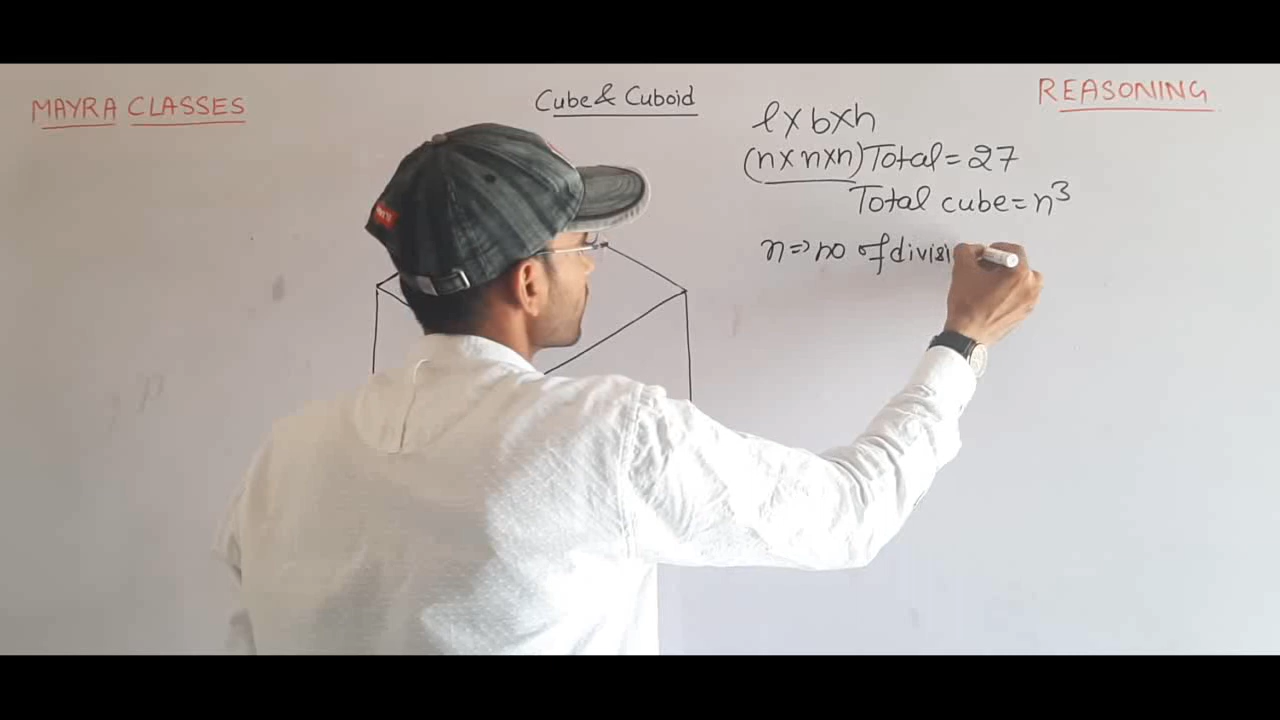 MAYRA CLASSES
Cube & Cuboid
REASONING
l×b×h
(n×n×n) Total = 27
Total cube = n³
n ⇒ no of divisi